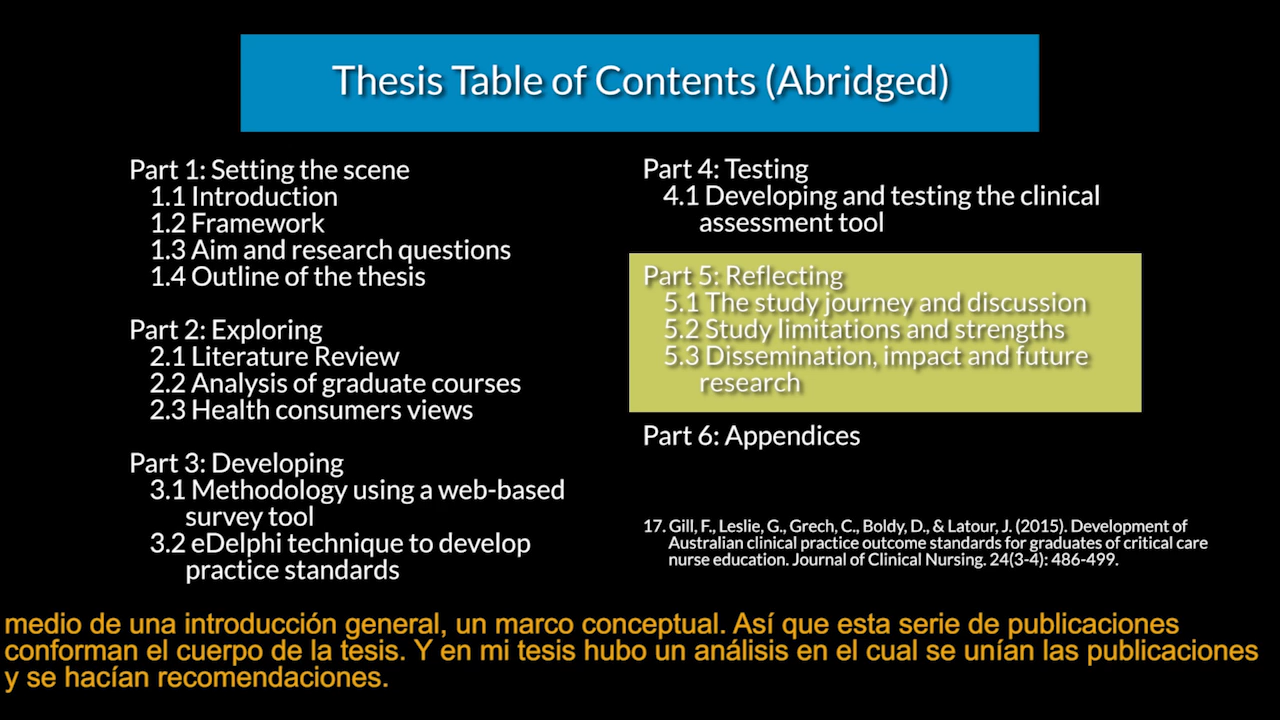 Thesis Table of Contents (Abridged)
Part 1: Setting the scene
1.1 Introduction
1.2 Framework
1.3 Aim and research questions
1.4 Outline of the thesis
Part 2: Exploring
2.1 Literature Review
2.2 Analysis of graduate courses
2.3 Health consumers views
Part 3: Developing
3.1 Methodology using a web-based
survey tool
3.2 eDelphi technique to develop
practice standards
Part 4: Testing
4.1 Developing and testing the clinical
assessment tool
Part 5: Reflecting
5.1 The study journey and discussion
5.2 Study limitations and strengths
5.3 Dissemination, impact and future
research
Part 6: Appendices
17. Gill, F., Leslie, G., Grech, C., Boldy, D., & Latour, J. (2015). Development of
Australian clinical practice outcome standards for graduates of critical care
nurse education. Journal of Clinical Nursing. 24(3-4): 486-499.
medio de una introducción general, un marco conceptual. Así que esta serie de publicaciones
conforman el cuerpo de la tesis. Y en mi tesis hubo un análisis en el cual se unían las publicaciones
y se hacían recomendaciones.